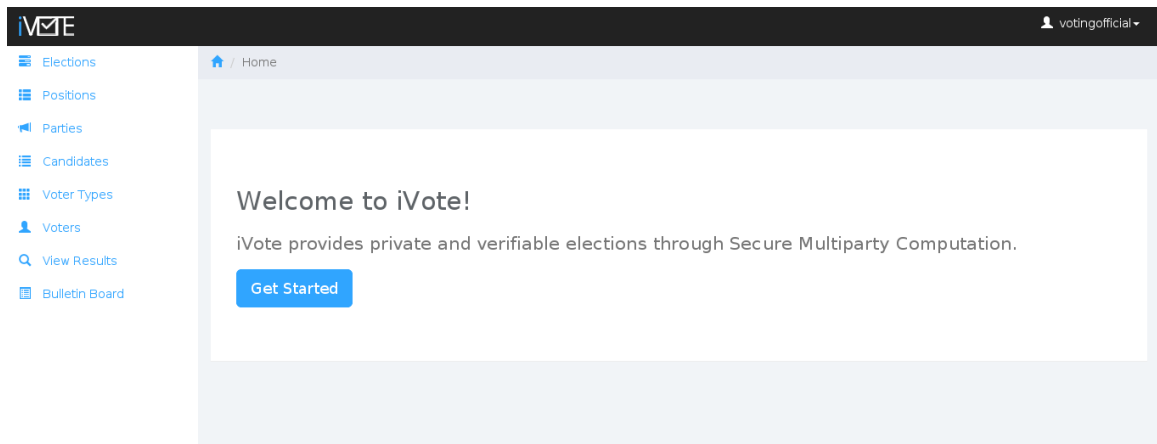 iVOTE
votingofficial
Elections
/ Home
Positions
Parties
Candidates
Voter Types
Voters
View Results
Bulletin Board
Welcome to iVote!
iVote provides private and verifiable elections through Secure Multiparty Computation.
Get Started